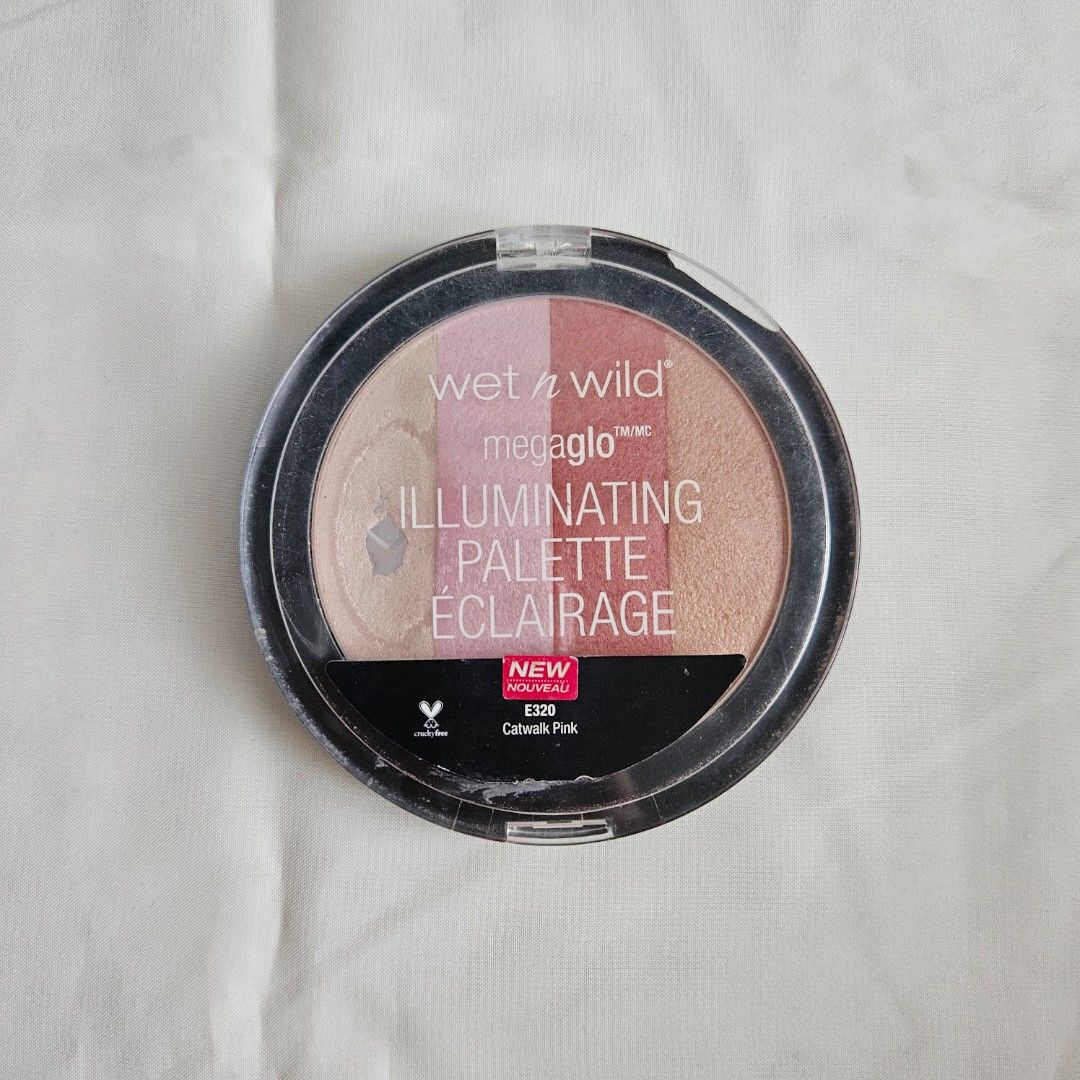 wet n wild®
megaglo™/MC
ILLUMINATING
PALETTE
ÉCLAIRAGE
NEW
NOUVEAU
E320
Catwalk Pink
crueltyfree